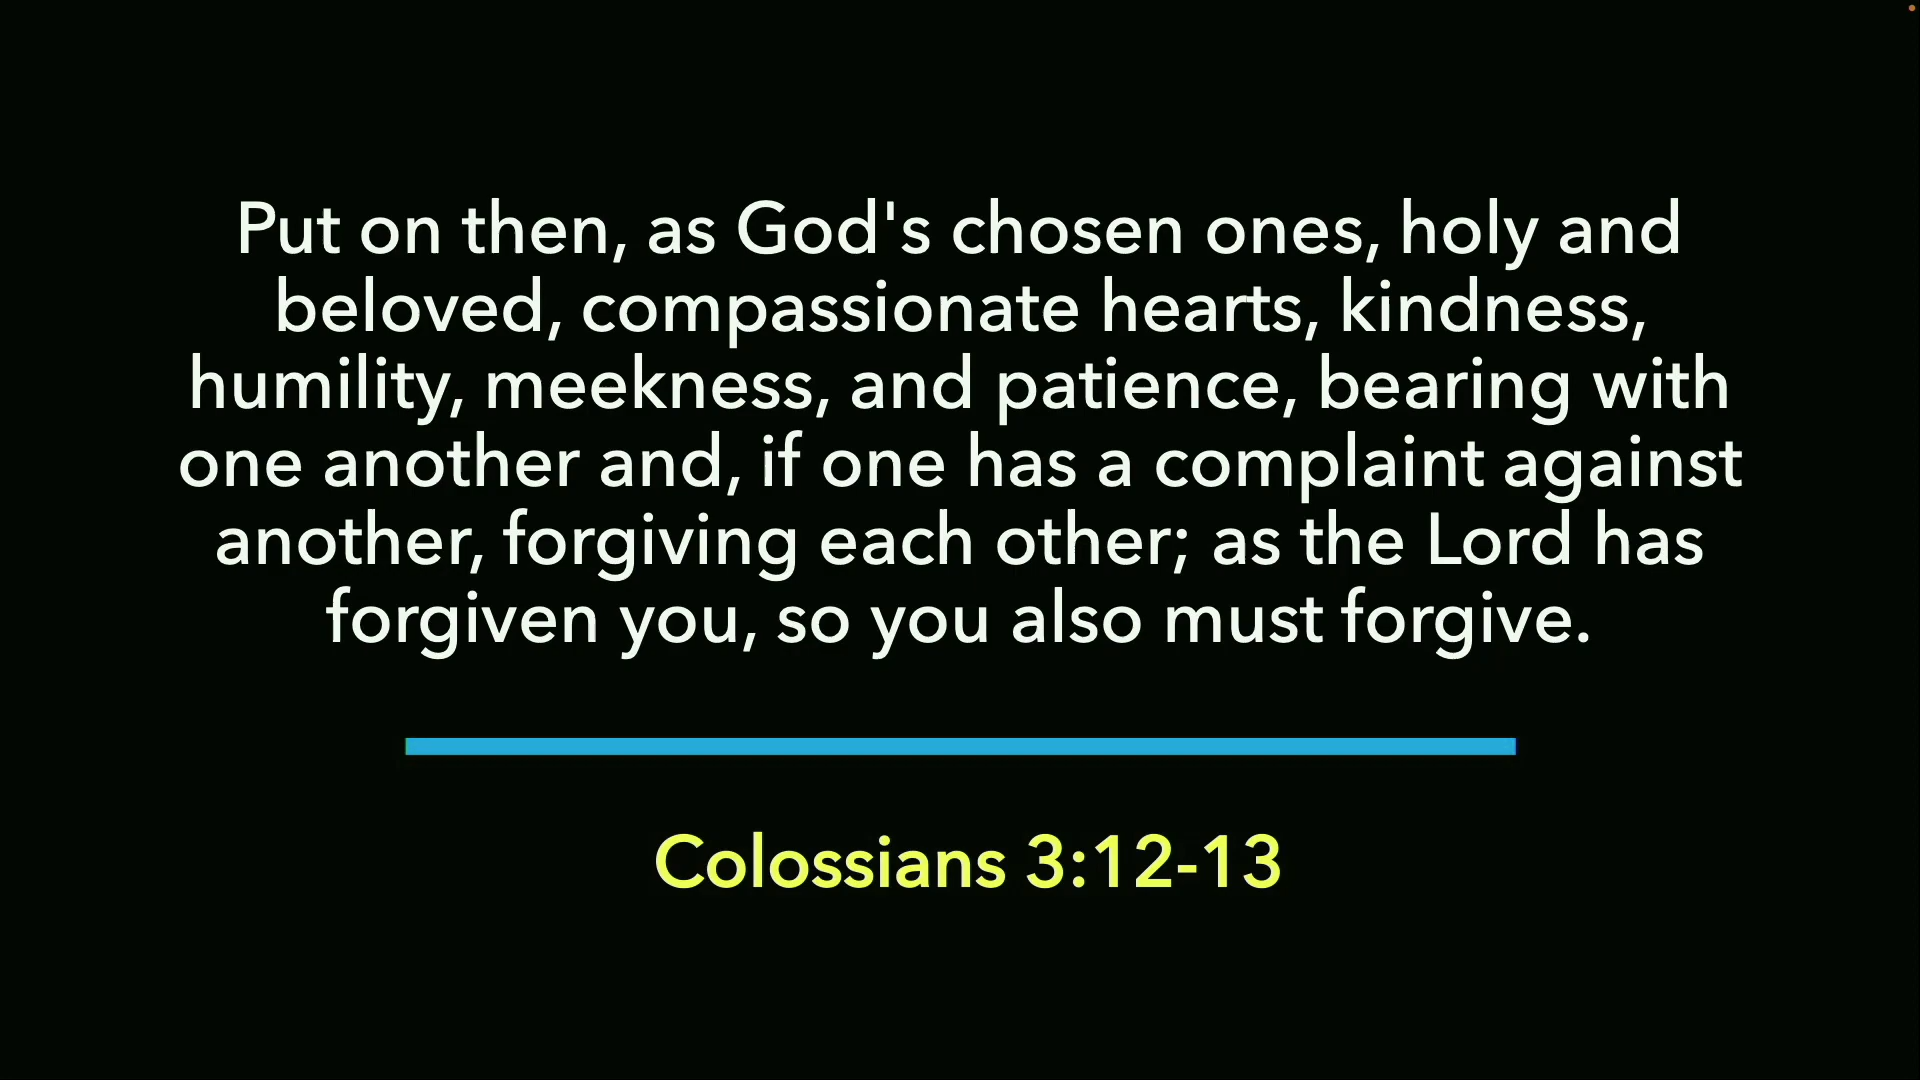 Put on then, as God's chosen ones, holy and
beloved, compassionate hearts, kindness,
humility, meekness, and patience, bearing with
one another and, if one has a complaint against
another, forgiving each other; as the Lord has
forgiven you, so you also must forgive.
Colossians 3:12-13